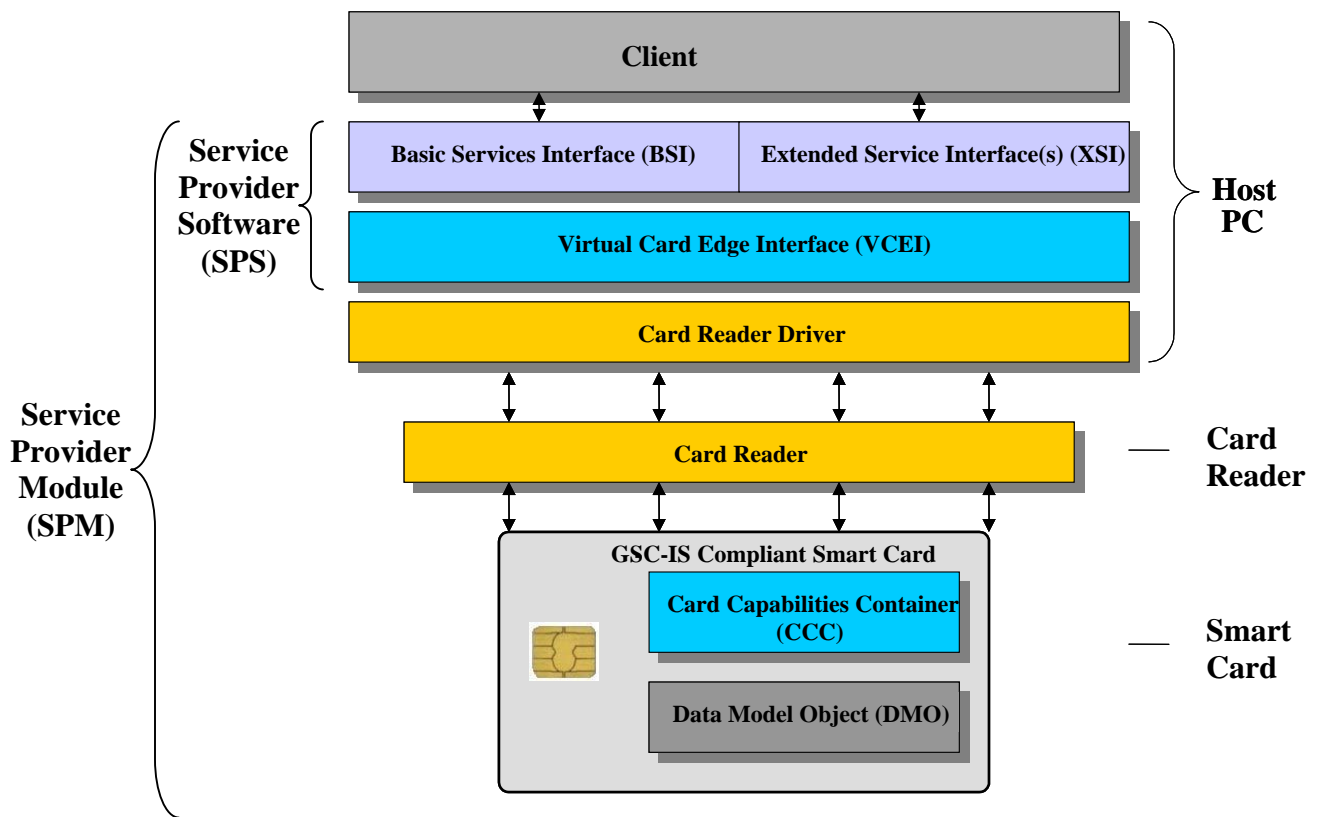 Client
Basic Services Interface (BSI)
Extended Service Interface(s) (XSI)
Service
Provider
Software
(SPS)
Host
PC
Virtual Card Edge Interface (VCEI)
Card Reader Driver
Service
Provider
Module
(SPM)
Card Reader
Card
Reader
GSC-IS Compliant Smart Card
Card Capabilities Container
(CCC)
Smart
Card
Data Model Object (DMO)